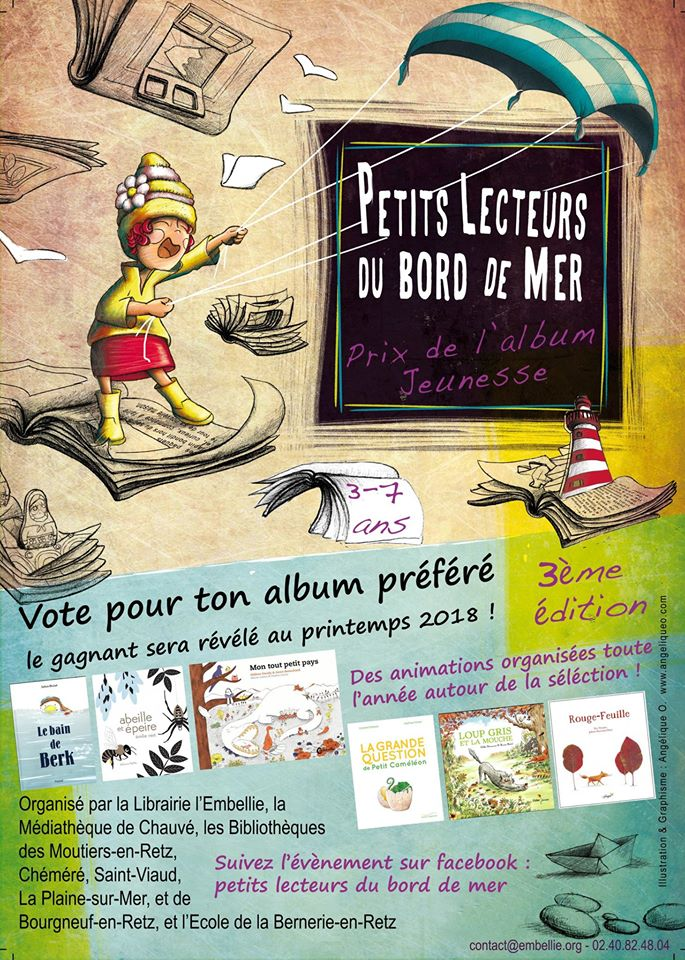 PETITS LECTEURS
DU BORD DE MER
Prix de l'album
Jeunesse
3-7
ans
Vote pour ton album préféré
le gagnant sera révélé au printemps 2018 !
3ème
édition
Des animations organisées toute
l'année autour de la séléction !
Le bain
de
Berk
abeille
et epeire
Mon tout petit pays
LA GRANDE
QUESTION
de Petit Caméléon
LOUP GRIS
ET LA MOUCHE
Rouge-Feuille
Organisé par la Librairie l'Embellie, la
Médiathèque de Chauvé, les Bibliothèques
des Moutiers-en-Retz,
Chéméré, Saint-Viaud,
La Plaine-sur-Mer, et de
Bourgneuf-en-Retz, et l'Ecole de la Bernerie-en-Retz
Suivez l'évènement sur facebook :
petits lecteurs du bord de mer
Illustration & Graphisme : Angélique O. www.angeliqueo.com
contact@embellie.org - 02.40.82.48.04